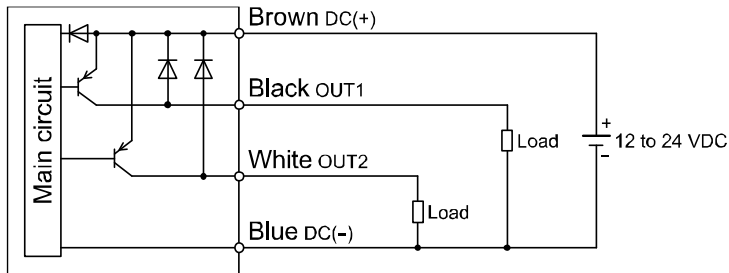 Brown DC(+)
Main circuit
Black OUT1
Load
+
-
12 to 24 VDC
White OUT2
Load
Blue DC(-)